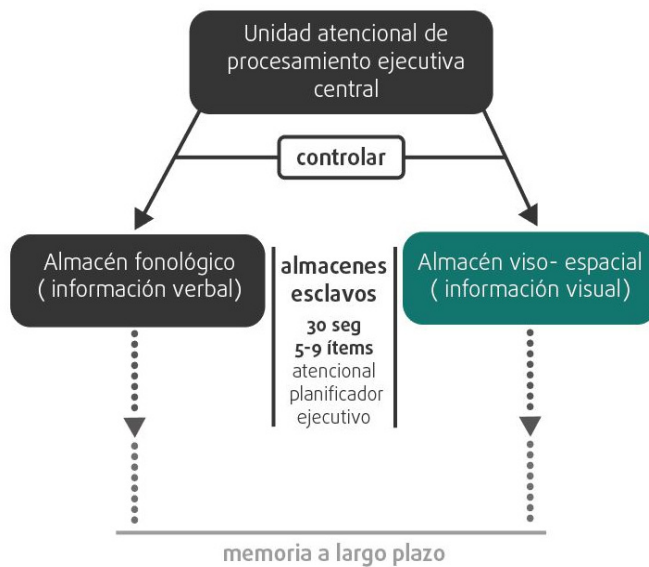 Unidad atencional de
procesamiento ejecutiva
central
controlar
Almacén fonológico
( información verbal)
almacenes
esclavos
30 seg
5-9 ítems
atencional
planificador
ejecutivo
Almacén viso- espacial
( información visual)
memoria a largo plazo